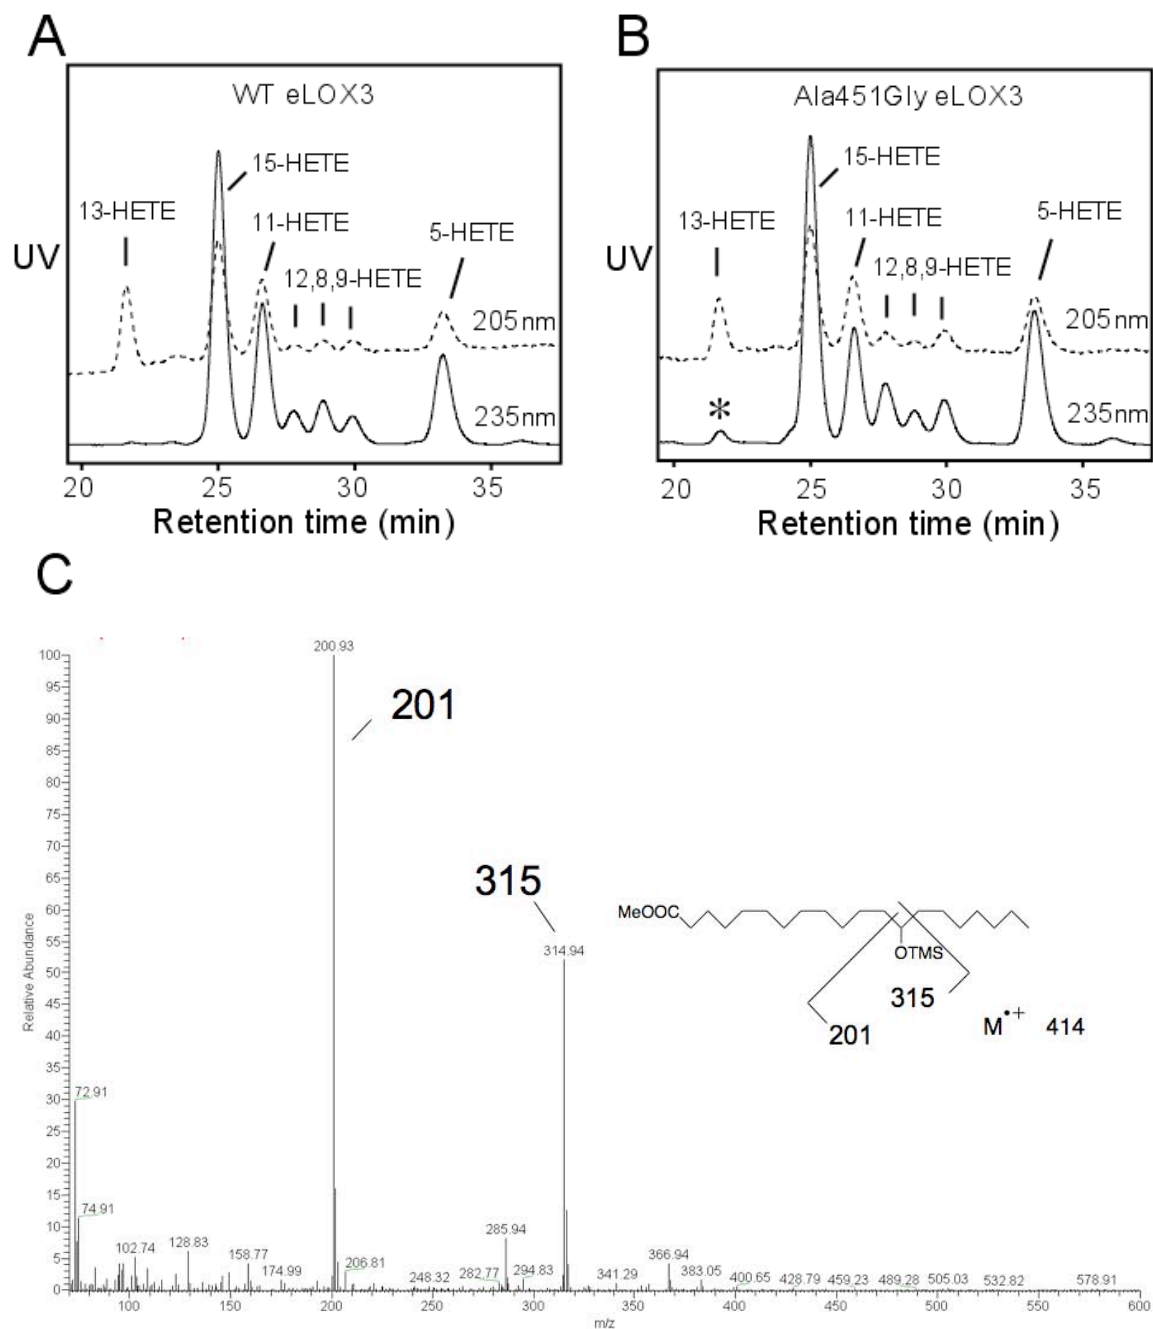 A
B
WT eLOX3
Ala451Gly eLOX3
15-HETE
15-HETE
13-HETE
11-HETE
5-HETE
13-HETE
11-HETE
5-HETE
UV
12,8,9-HETE
UV
12,8,9-HETE
205nm
205nm
*
235nm
235nm
20 25 30 35
20 25 30 35
Retention time (min)
Retention time (min)
C
200.93
100
95
201
90
85
80
75
70
315
65
60
MeOOC
55
314.94
OTMS
50
315
M•+ 414
201
45
Relative Abundance
40
35
30
72.91
25
20
15
74.91
10
285.94
128.83
102.74
5
158.77
366.94
174.99
206.81
248.32
282.77
294.83
341.29
383.05
400.65
428.79
459.23
489.28
505.03
532.82
578.91
0
100 150 200 250 300 350 400 450 500 550 600
m/z